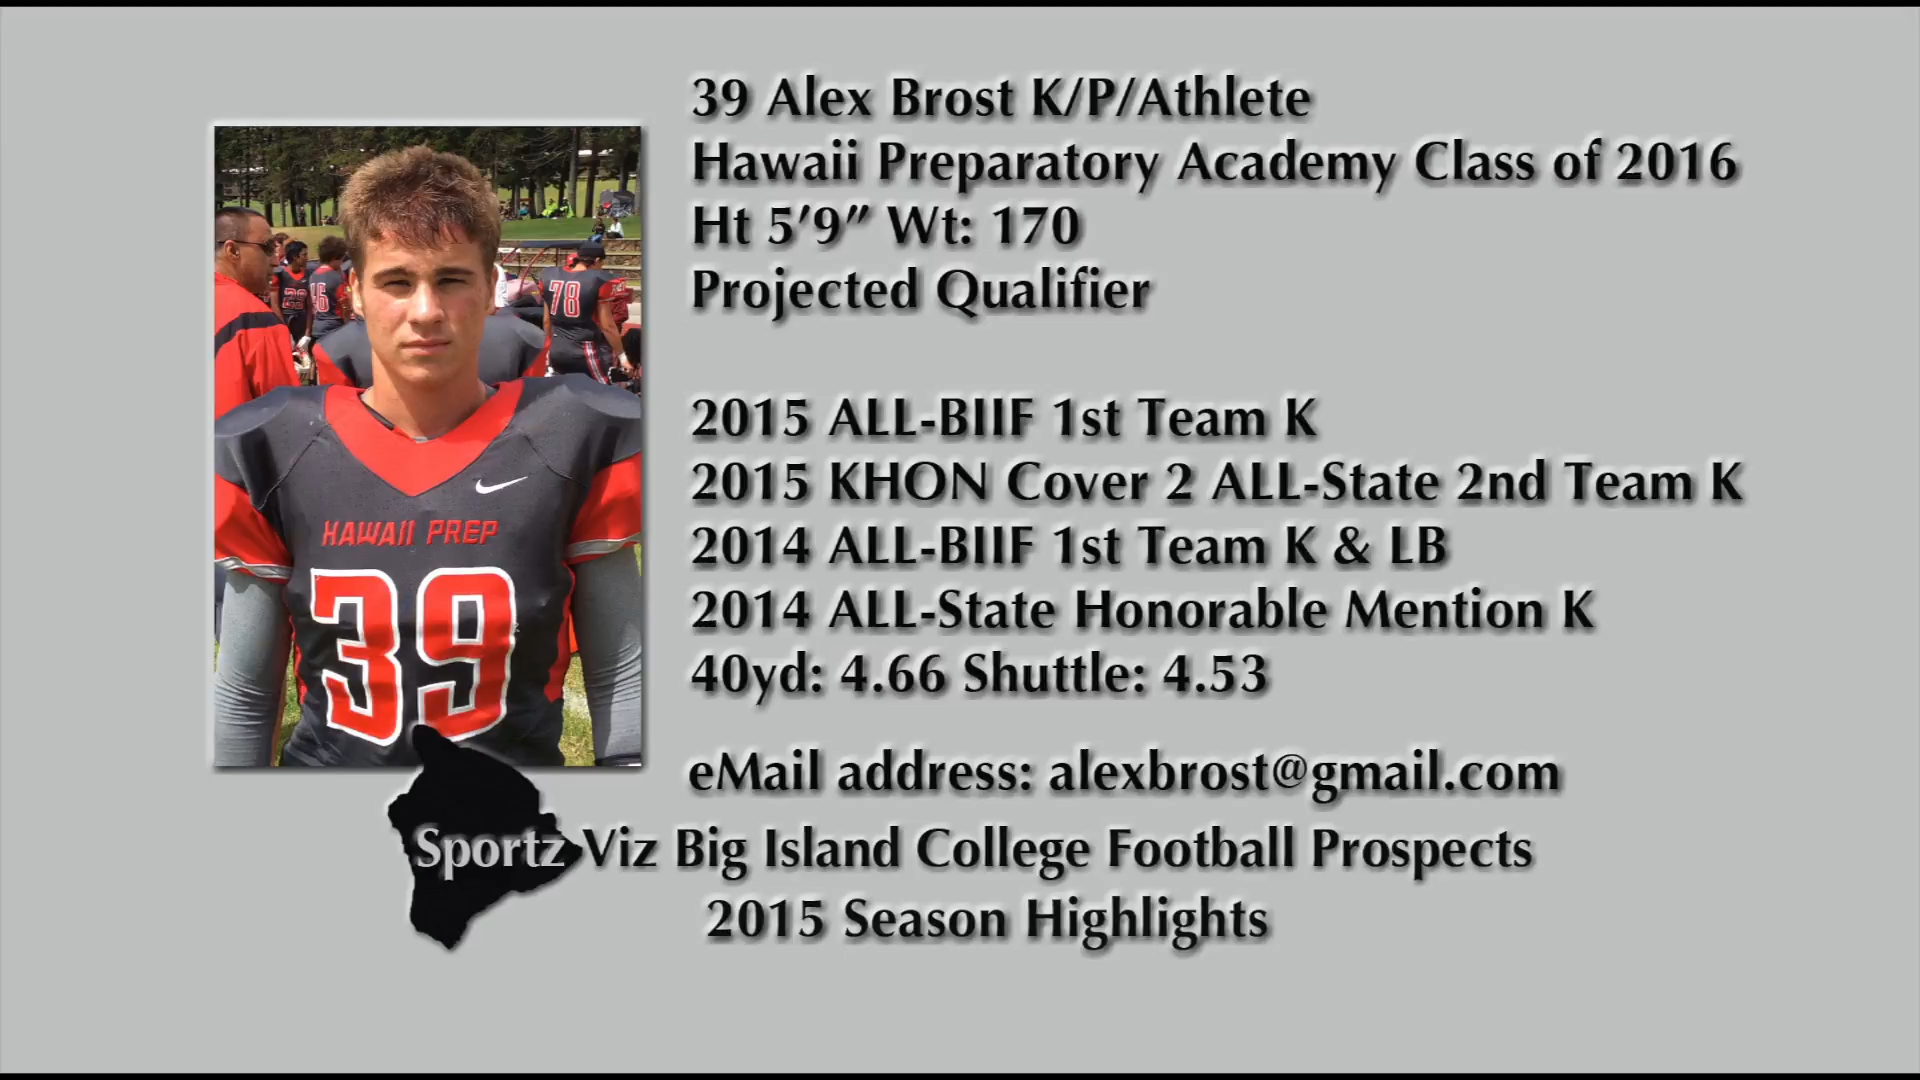 39 Alex Brost K/P/Athlete
Hawaii Preparatory Academy Class of 2016
Ht 5’9” Wt: 170
Projected Qualifier
2015 ALL-BIIF 1st Team K
2015 KHON Cover 2 ALL-State 2nd Team K
2014 ALL-BIIF 1st Team K & LB
2014 ALL-State Honorable Mention K
40yd: 4.66 Shuttle: 4.53
eMail address: alexbrost@gmail.com
Sportz Viz Big Island College Football Prospects
2015 Season Highlights
78
HAWAII PREP
39